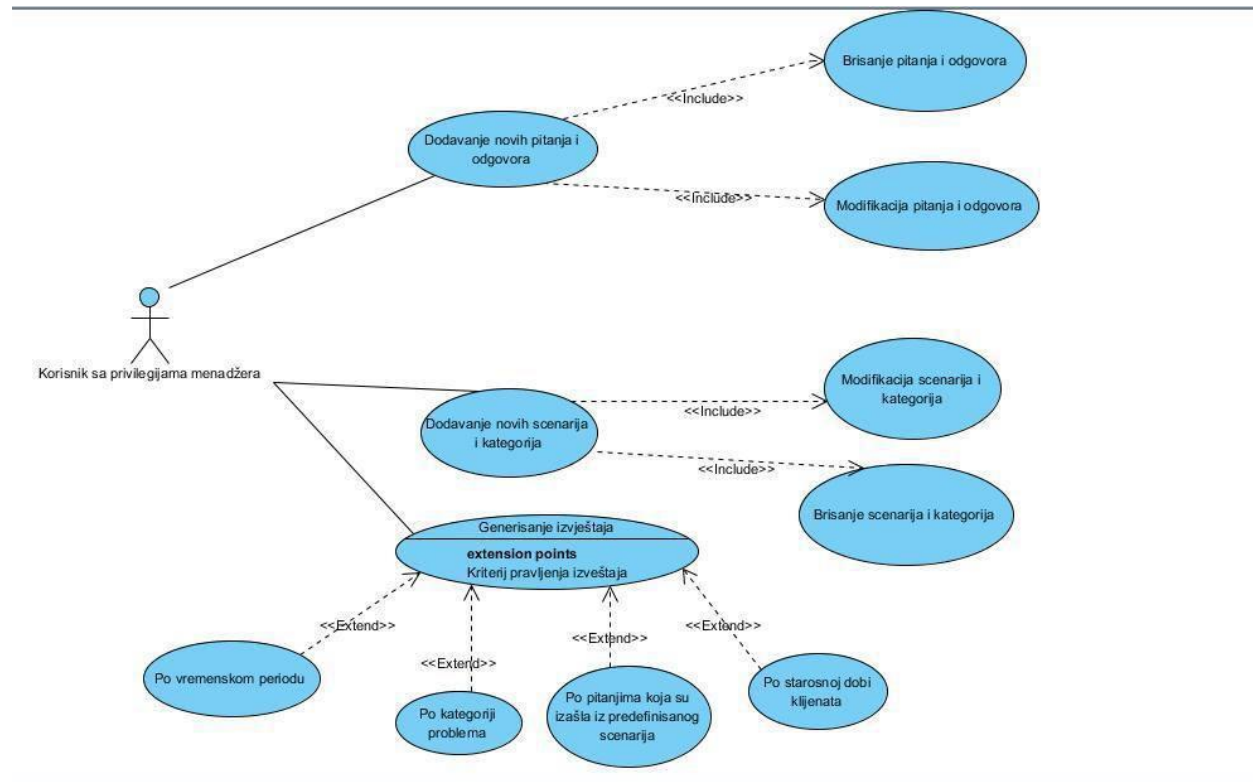 Brisanje pitanja i odgovora
<<Include>>
Dodavanje novih pitanja i
odgovora
<<Include>>
Modifikacija pitanja i odgovora
Korisnik sa privilegijama menadžera
Modifikacija scenarija i
kategorija
<<Include>>
Dodavanje novih scenarija
i kategorija
<<Include>>
Brisanje scenarija i kategorija
Generisanje izvještaja
extension points
Kriterij pravljenja izveštaja
<<Extend>>
<<Extend>>
<<Extend>>
<<Extend>>
Po vremenskom periodu
Po kategoriji
problema
Po pitanjima koja su
izašla iz predefinisanog
scenarija
Po starosnoj dobi
klijenata